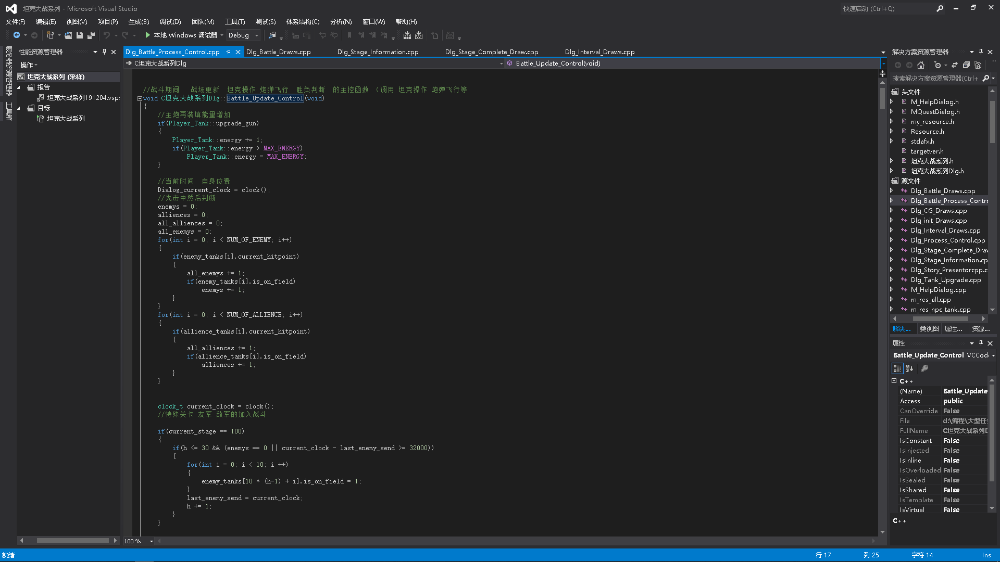 坦克大战系列 - Microsoft Visual Studio
快速启动 (Ctrl+Q)
文件(F) 编辑(E) 视图(V) 项目(P) 生成(B) 调试(D) 团队(M) 工具(T) 测试(S) 体系结构(C) 分析(N) 窗口(W) 帮助(H)
本地 Windows 调试器 Debug
服务器资源管理器
工具箱
性能资源管理器
操作
坦克大战系列 (采样)
报告
坦克大战系列191204.vsp
目标
坦克大战系列
Dlg_Battle_Process_Control.cpp Dlg_Battle_Draws.cpp Dlg_Stage_Information.cpp Dlg_Stage_Complete_Draw.cpp Dlg_Interval_Draws.cpp
C坦克大战系列Dlg Battle_Update_Control(void)
//战斗期间 战场更新 坦克操作 炮弹飞行 胜负判断 的主控函数 (调用 坦克操作 炮弹飞行等
void C坦克大战系列Dlg::Battle_Update_Control(void)
{
//主炮再装填能量增加
if(Player_Tank::upgrade_gun)
{
Player_Tank::energy += 1;
if(Player_Tank::energy > MAX_ENERGY)
Player_Tank::energy = MAX_ENERGY;
}
//当前时间 自身位置
Dialog_current_clock = clock();
//先击中然后判断
enemys = 0;
alliences = 0;
all_alliences = 0;
all_enemys = 0;
for(int i = 0; i < NUM_OF_ENEMY; i++)
{
if(enemy_tanks[i].current_hitpoint)
{
all_enemys += 1;
if(enemy_tanks[i].is_on_field)
enemys += 1;
}
}
for(int i = 0; i < NUM_OF_ALLIENCE; i++)
{
if(allience_tanks[i].current_hitpoint)
{
all_alliences += 1;
if(allience_tanks[i].is_on_field)
alliences += 1;
}
}
clock_t current_clock = clock();
//特殊关卡 友军 敌军的加入战斗
if(current_stage == 100)
{
if(h <= 30 && (enemys == 0 || current_clock - last_enemy_send >= 32000))
{
for(int i = 0; i < 10; i ++)
{
enemy_tanks[10 * (h-1) + i].is_on_field = 1;
}
last_enemy_send = current_clock;
h += 1;
}
}
100 %
解决方案资源管理器
搜索解决方案资源管理器(Ctrl+
头文件
M_HelpDialog.h
MQuestDialog.h
my_resource.h
Resource.h
stdafx.h
targetver.h
坦克大战系列.h
坦克大战系列Dlg.h
源文件
Dlg_Battle_Draws.cpp
Dlg_Battle_Process_Contro
Dlg_CG_Draws.cpp
Dlg_init_Draws.cpp
Dlg_Interval_Draws.cpp
Dlg_Process_Control.cpp
Dlg_Stage_Complete_Draw
Dlg_Stage_Information.cp
Dlg_Story_Presentorcpp.c
Dlg_Tank_Upgrade.cpp
M_HelpDialog.cpp
m_res_all.cpp
m_res_npc_tank.cpp
解决... 类视图 属性... 资源...
属性
Battle_Update_Control VCCod
C++
(Name) Battle_Update
Access public
CanOverride False
File d:\编程\大型任
FullName C坦克大战系列D
IsConstant False
IsInjected False
IsInline False
IsOverloaded False
IsSealed False
IsShared False
IsTemplate False
IsVirtual False
C++
就绪 行 17 列 25 字符 14 Ins